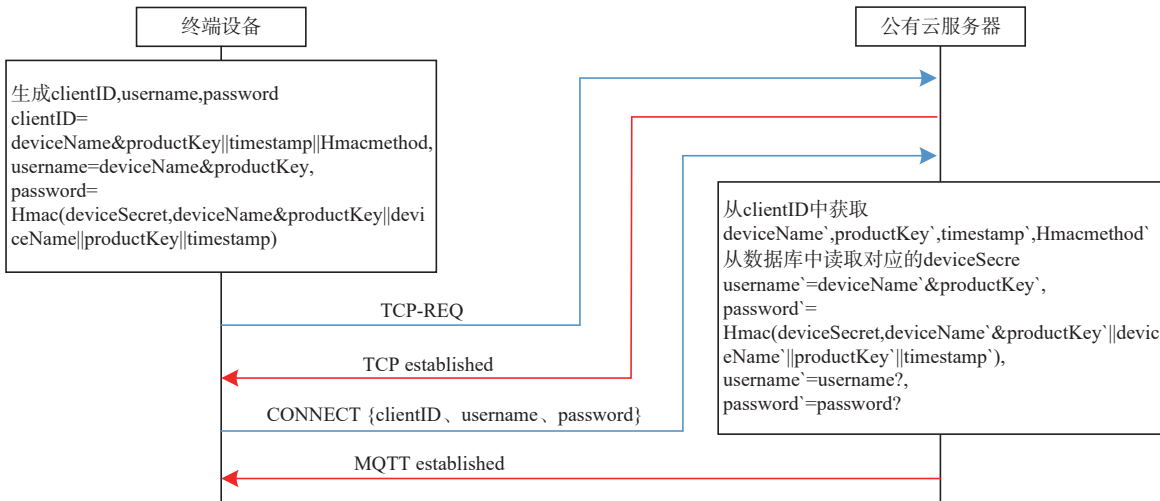 终端设备
公有云服务器
生成clientID,username,password
clientID=
deviceName&productKey||timestamp||Hmacmethod,
username=deviceName&productKey,
password=
Hmac(deviceSecret,deviceName&productKey||devi
ceName||productKey||timestamp)
从clientID中获取
deviceName`,productKey`,timestamp`,Hmacmethod`
从数据库中读取对应的deviceSecre
username`=deviceName`&productKey`,
password`=
Hmac(deviceSecret,deviceName`&productKey`||devic
eName`||productKey`||timestamp`),
username`=username?,
password`=password?
TCP-REQ
TCP established
CONNECT {clientID、username、password}
MQTT established